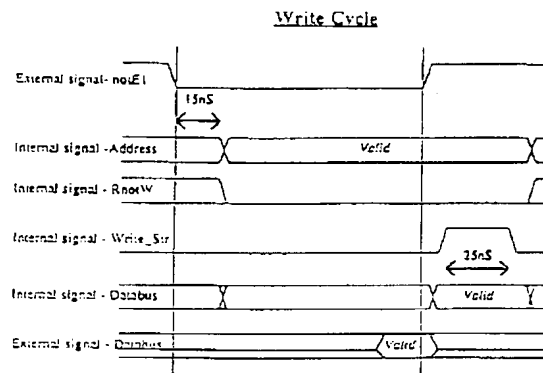 Write Cycle
External signal- notE1
15nS
Internal signal -Address
Valid
Internal signal - RnotW
Internal signal - Write_Str
25nS
Internal signal - Databus
Valid
External signal - Databus
Valid